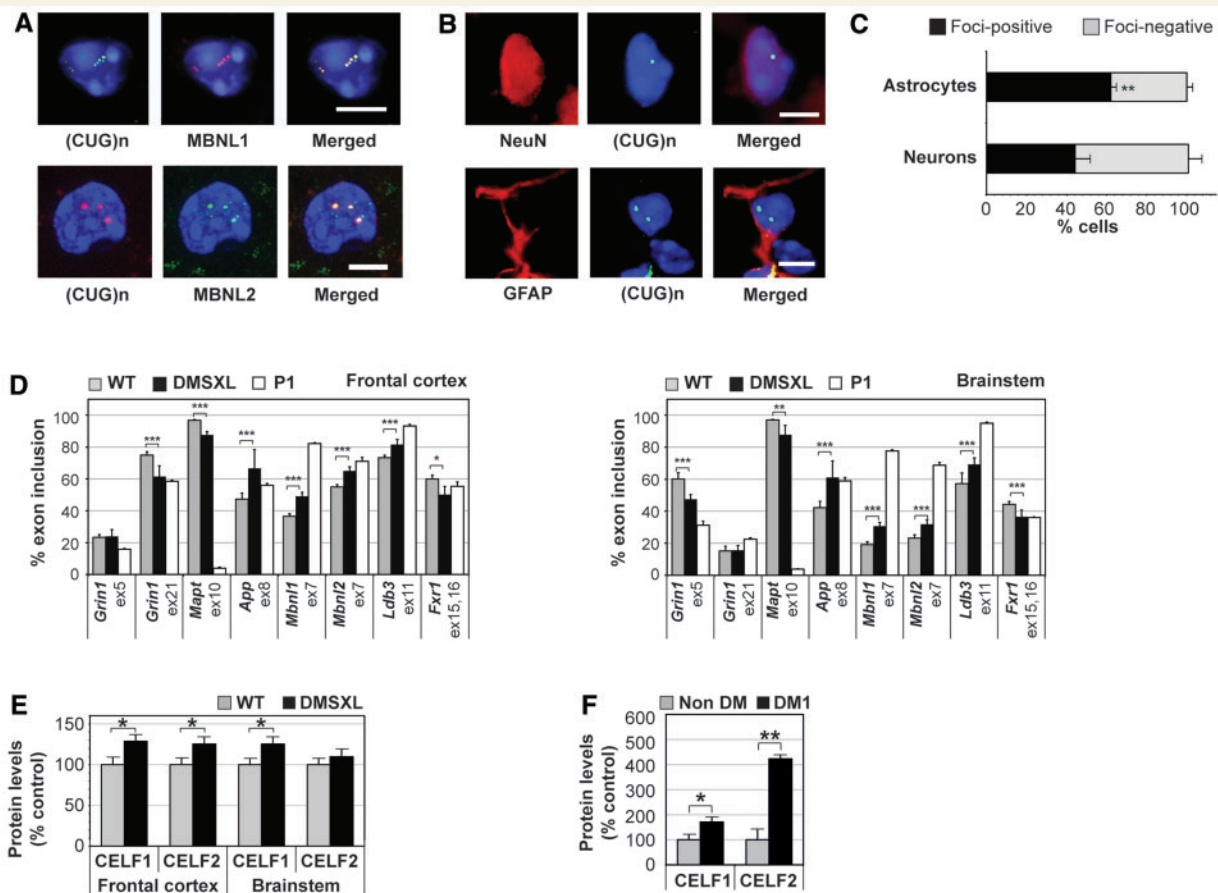 A
(CUG)n MBNL1 Merged
(CUG)n MBNL2 Merged
B
NeuN (CUG)n Merged
GFAP (CUG)n Merged
C
Foci-positive Foci-negative
Astrocytes
**
Neurons
0 20 40 60 80 100
% cells
D
WT DMSXL P1 Frontal cortex
% exon inclusion
100
80
60
40
20
0
*** *** *** *** *** *** *
Grin1 ex5
Grin1 ex21
Mapt ex10
App ex8
Mbnl1 ex7
Mbnl2 ex7
Ldb3 ex11
Fxr1 ex15,16
WT DMSXL P1 Brainstem
% exon inclusion
100
80
60
40
20
0
*** ** *** *** *** *** ***
Grin1 ex5
Grin1 ex21
Mapt ex10
App ex8
Mbnl1 ex7
Mbnl2 ex7
Ldb3 ex11
Fxr1 ex15,16
E
WT DMSXL
Protein levels
(% control)
150
100
50
0
* * *
CELF1 CELF2 CELF1 CELF2
Frontal cortex Brainstem
F
Non DM DM1
Protein levels
(% control)
600
500
400
300
200
100
0
* **
CELF1 CELF2